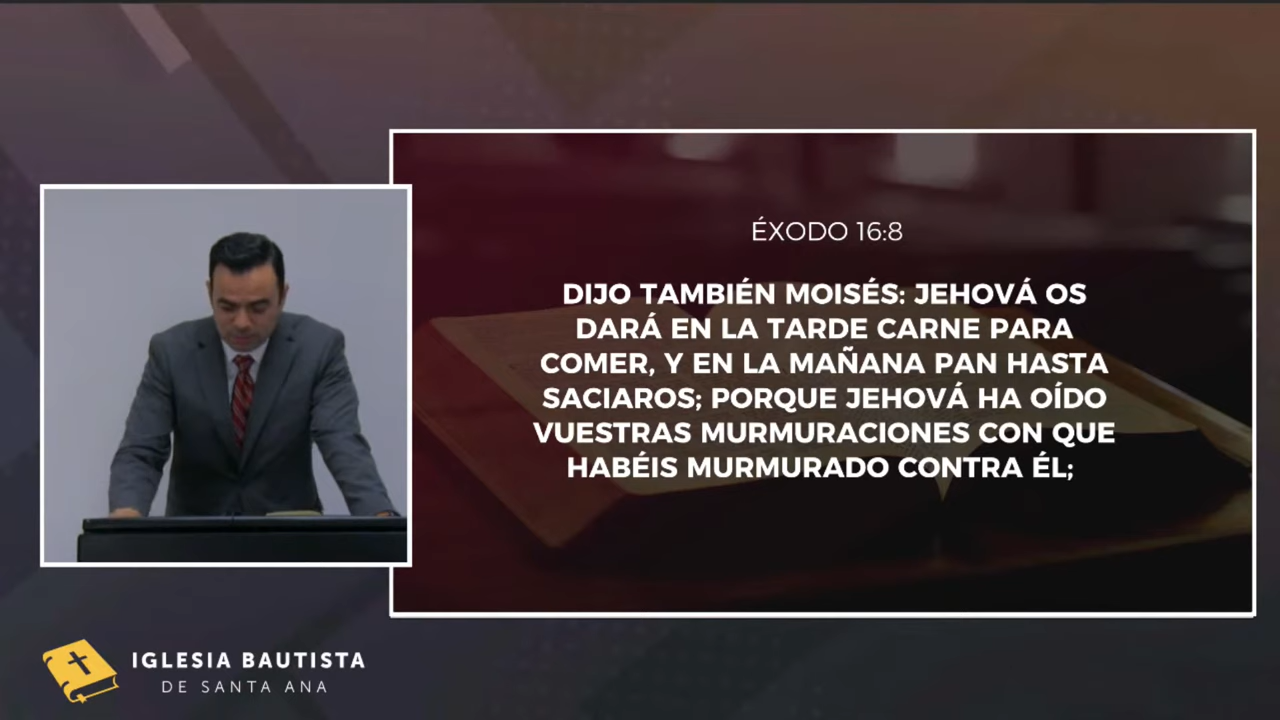 ÉXODO 16:8
DIJO TAMBIÉN MOISÉS: JEHOVÁ OS
DARÁ EN LA TARDE CARNE PARA
COMER, Y EN LA MAÑANA PAN HASTA
SACIAROS; PORQUE JEHOVÁ HA OÍDO
VUESTRAS MURMURACIONES CON QUE
HABÉIS MURMURADO CONTRA ÉL;
IGLESIA BAUTISTA
DE SANTA ANA